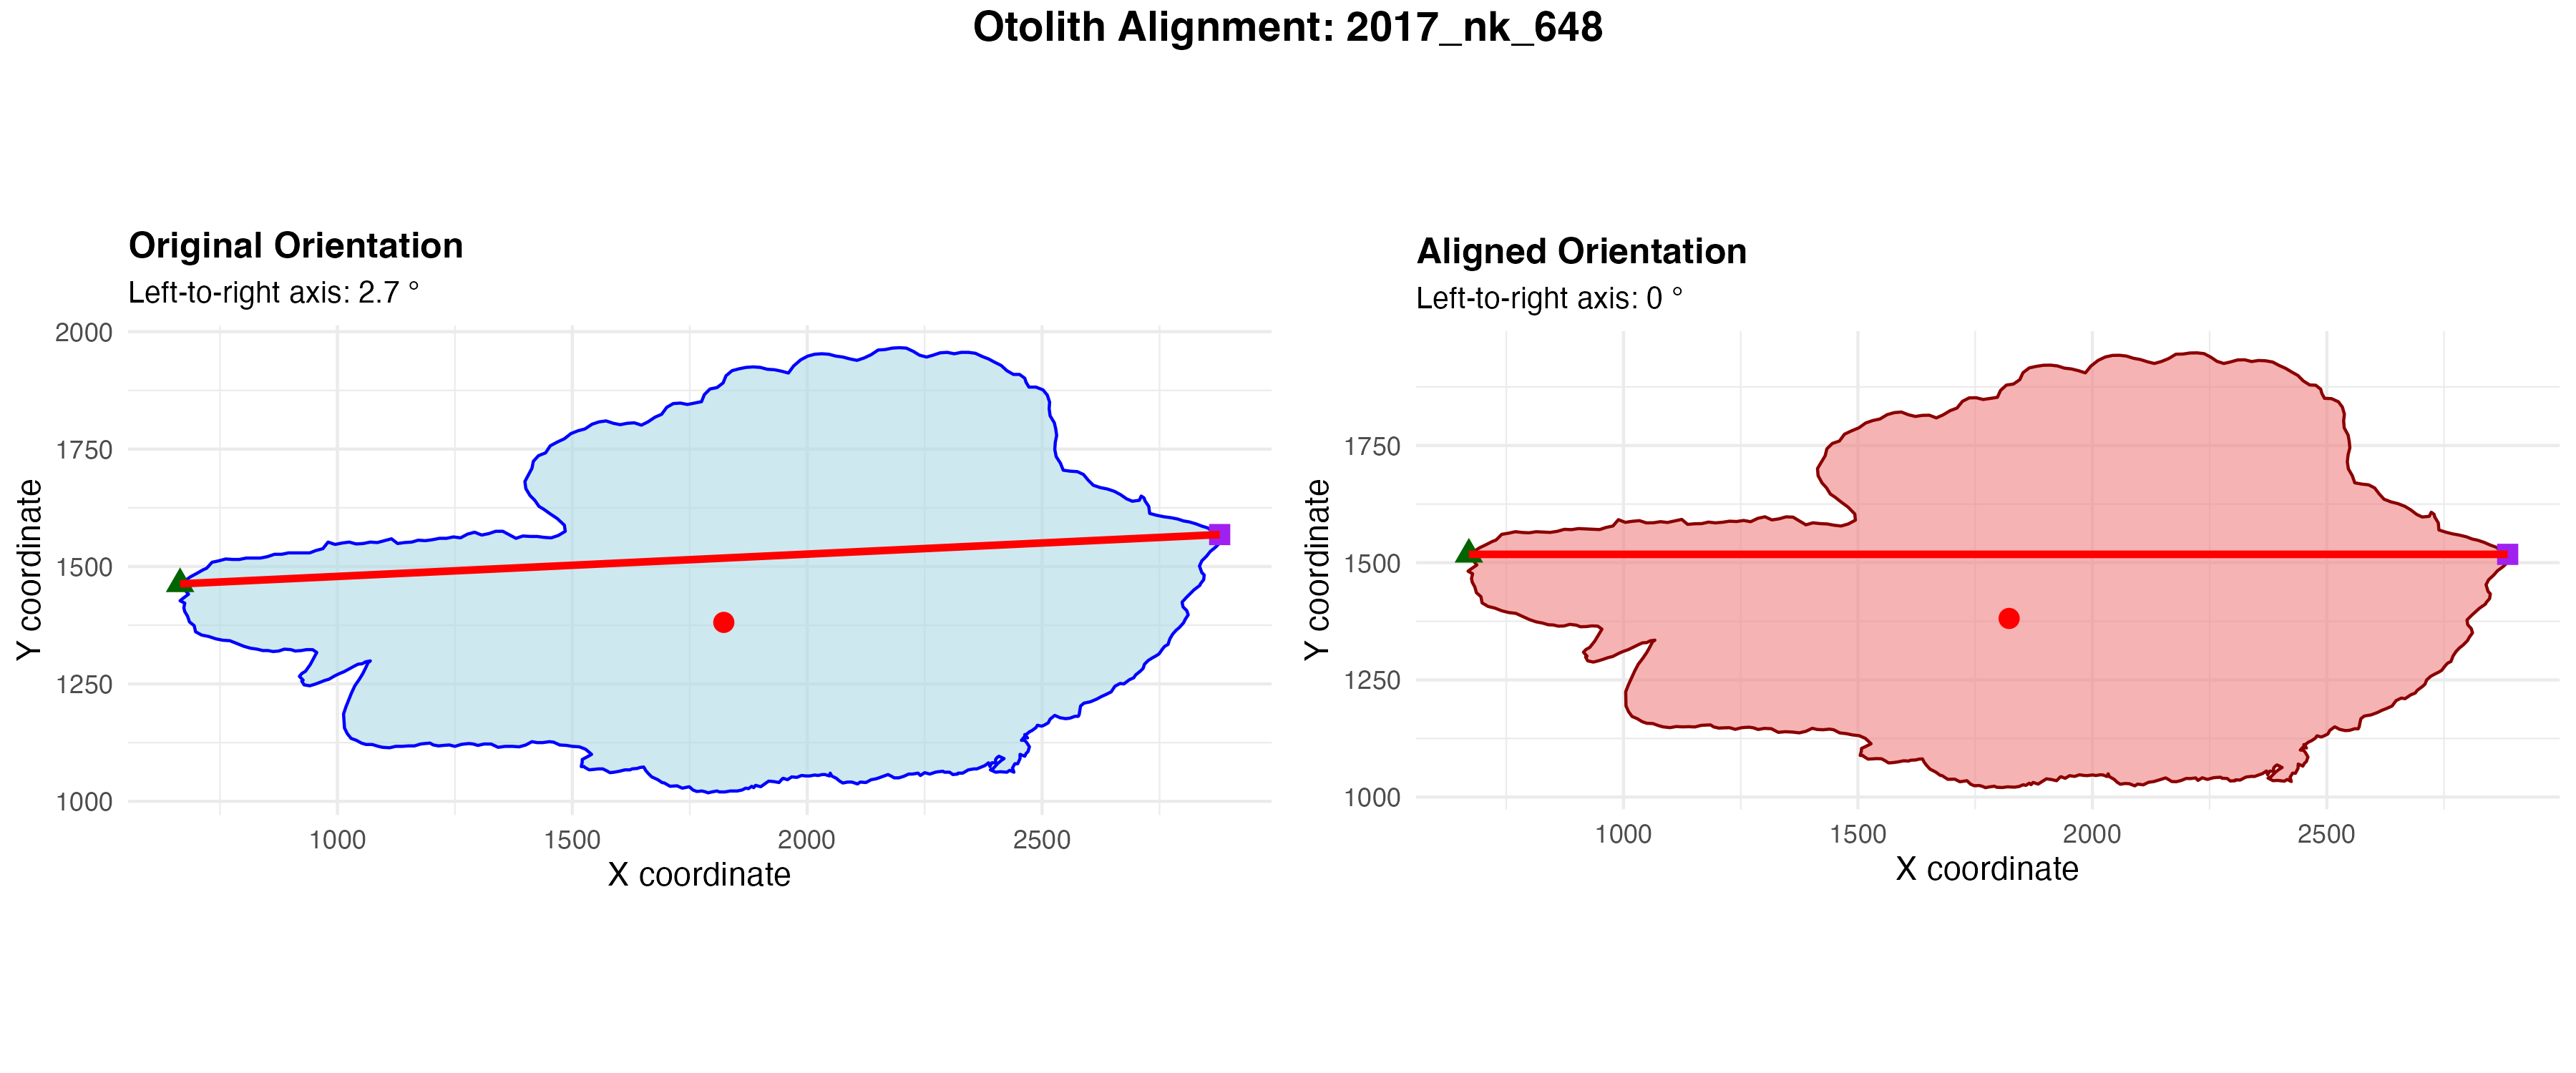 Otolith Alignment: 2017_nk_648
Original Orientation
Left-to-right axis: 2.7 °
2000
1750
1500
1250
1000
Y coordinate
1000 1500 2000 2500
X coordinate
Aligned Orientation
Left-to-right axis: 0 °
1750
1500
1250
1000
Y coordinate
1000 1500 2000 2500
X coordinate